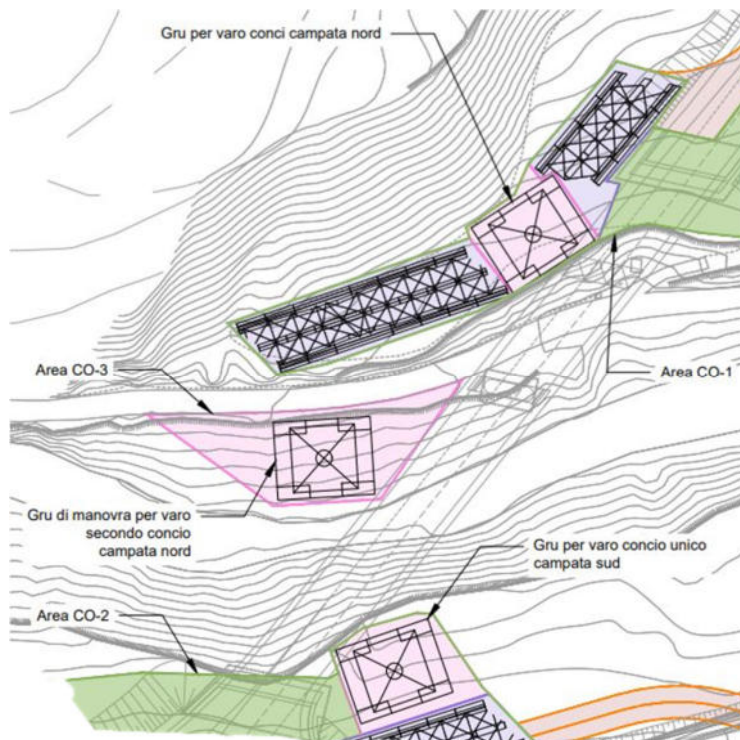 Gru per varo conci campata nord
Area CO-3
Area CO-1
Gru di manovra per varo
secondo concio
campata nord
Gru per varo concio unico
campata sud
Area CO-2